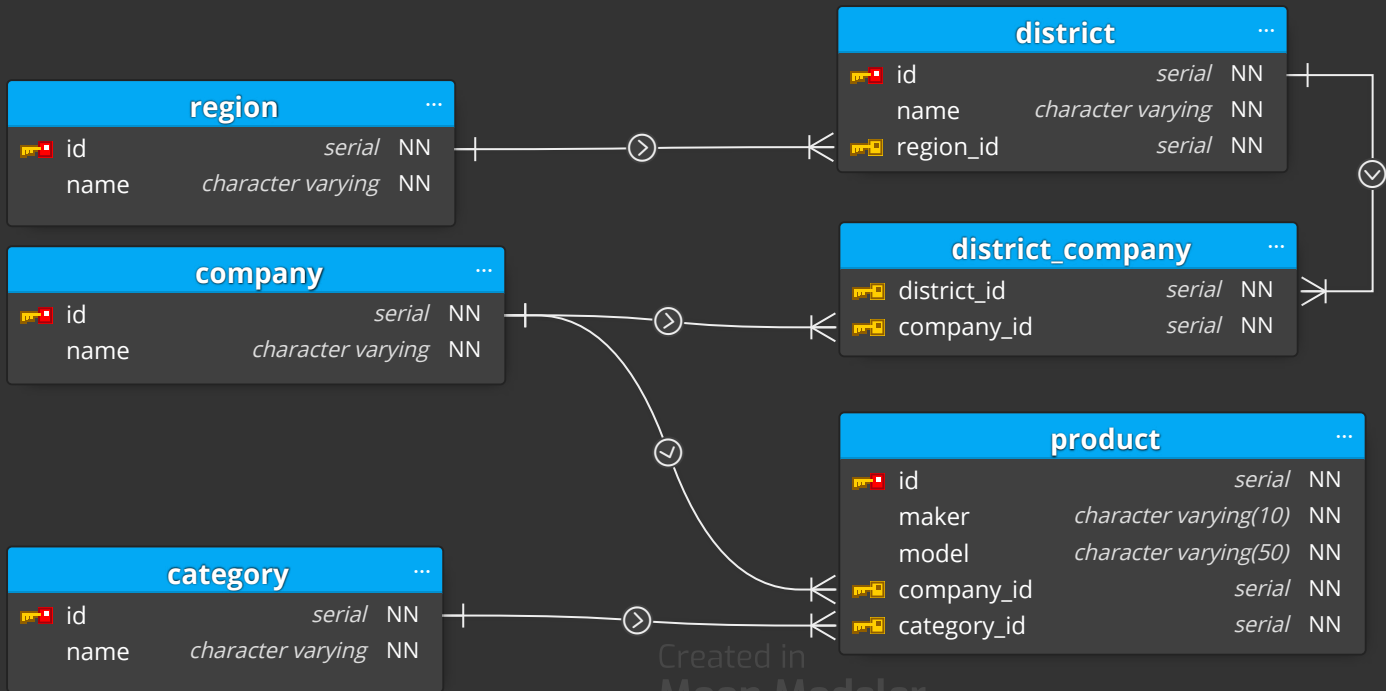 region ...
id serial NN
name character varying NN
company ...
id serial NN
name character varying NN
category ...
id serial NN
name character varying NN
district ...
id serial NN
name character varying NN
region_id serial NN
district_company ...
district_id serial NN
company_id serial NN
product ...
id serial NN
maker character varying(10) NN
model character varying(50) NN
company_id serial NN
category_id serial NN
Created in
Moon Modeler